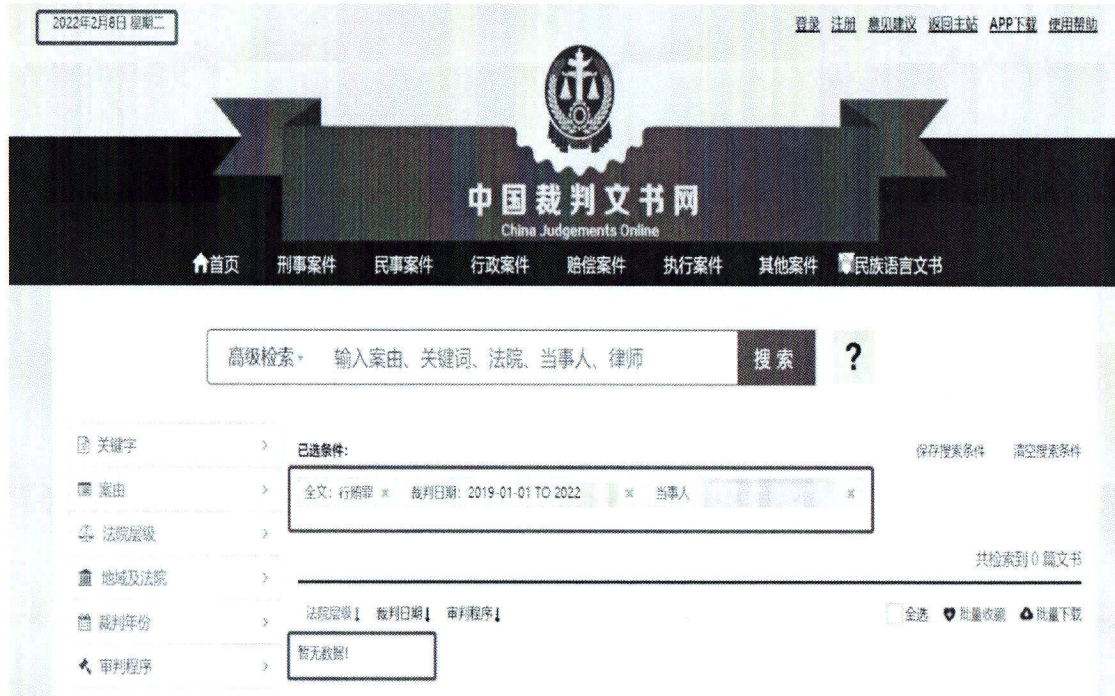 2022年2月8日 星期二
登录 注册 意见建议 返回主站 APP下载 使用帮助
中国裁判文书网
China Judgements Online
首页 刑事案件 民事案件 行政案件 赔偿案件 执行案件 其他案件 民族语言文书
高级检索 输入案由、关键词、法院、当事人、律师 搜索 ?
关键字
案由
法院层级
地域及法院
裁判年份
审判程序
已选条件: 保存搜索条件 清空搜索条件
全文: 行贿罪 × 裁判日期: 2019-01-01 TO 2022 × 当事人 ×
共检索到 0 篇文书
法院层级 裁判日期 审判程序 全选 批量收藏 批量下载
暂无数据!